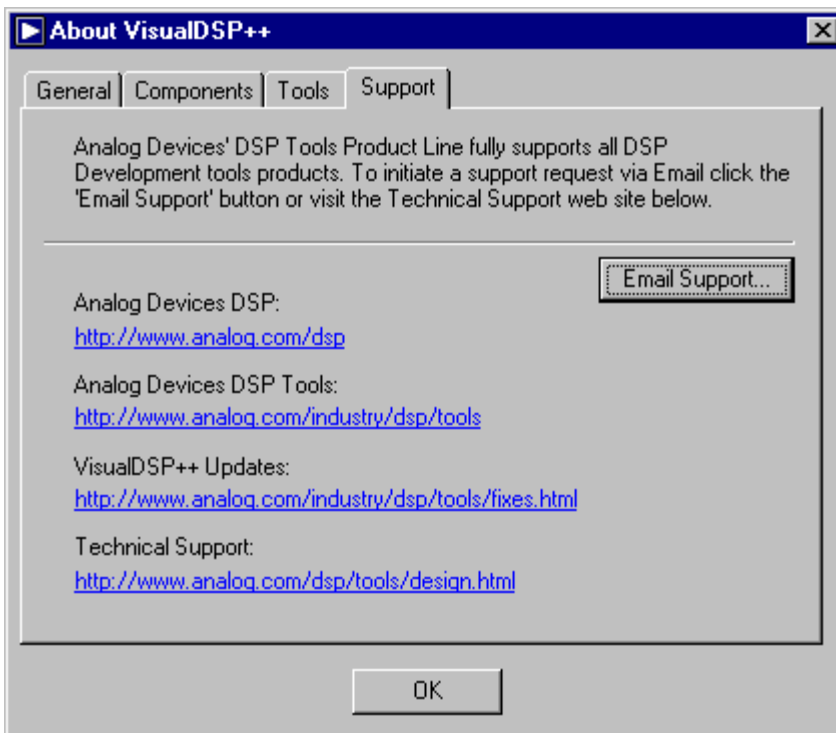 About VisualDSP++
General Components Tools Support
Analog Devices' DSP Tools Product Line fully supports all DSP
Development tools products. To initiate a support request via Email click the
'Email Support' button or visit the Technical Support web site below.
Email Support...
Analog Devices DSP:
http://www.analog.com/dsp
Analog Devices DSP Tools:
http://www.analog.com/industry/dsp/tools
VisualDSP++ Updates:
http://www.analog.com/industry/dsp/tools/fixes.html
Technical Support:
http://www.analog.com/dsp/tools/design.html
OK